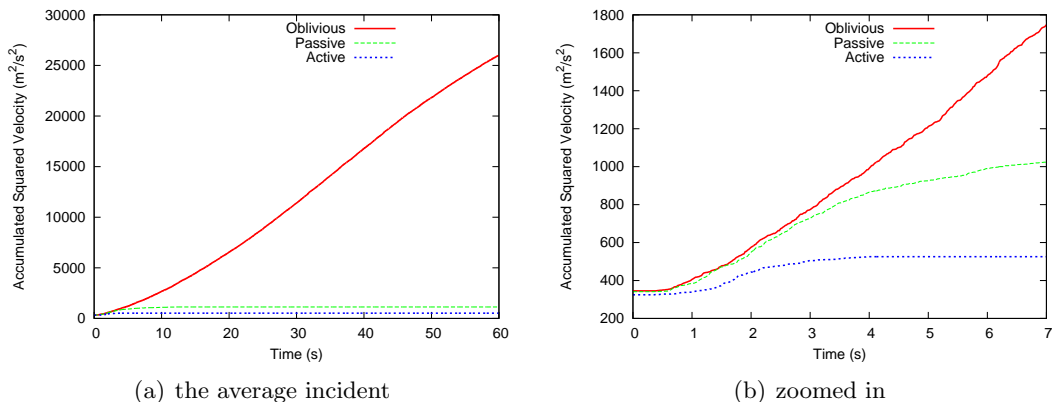 Accumulated Squared Velocity (m²/s²)
30000
25000
20000
15000
10000
5000
0
Oblivious
Passive
Active
0 10 20 30 40 50 60
Time (s)
(a) the average incident
Accumulated Squared Velocity (m²/s²)
1800
1600
1400
1200
1000
800
600
400
200
Oblivious
Passive
Active
0 1 2 3 4 5 6 7
Time (s)
(b) zoomed in